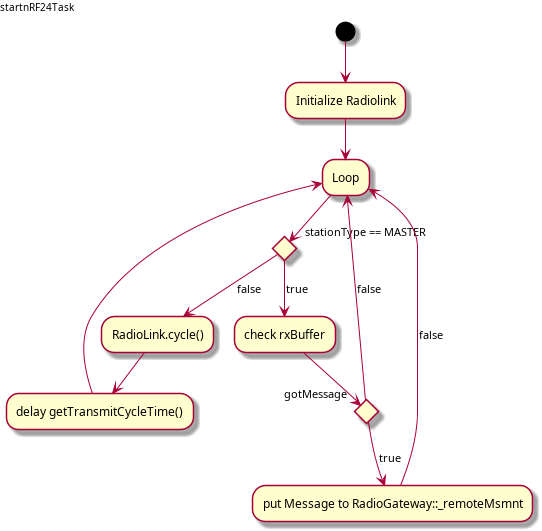 startnRF24Task
Initialize Radiolink
Loop
stationType == MASTER
false
true
false
false
RadioLink.cycle()
check rxBuffer
gotMessage
delay getTransmitCycleTime()
true
put Message to RadioGateway::_remoteMsmnt